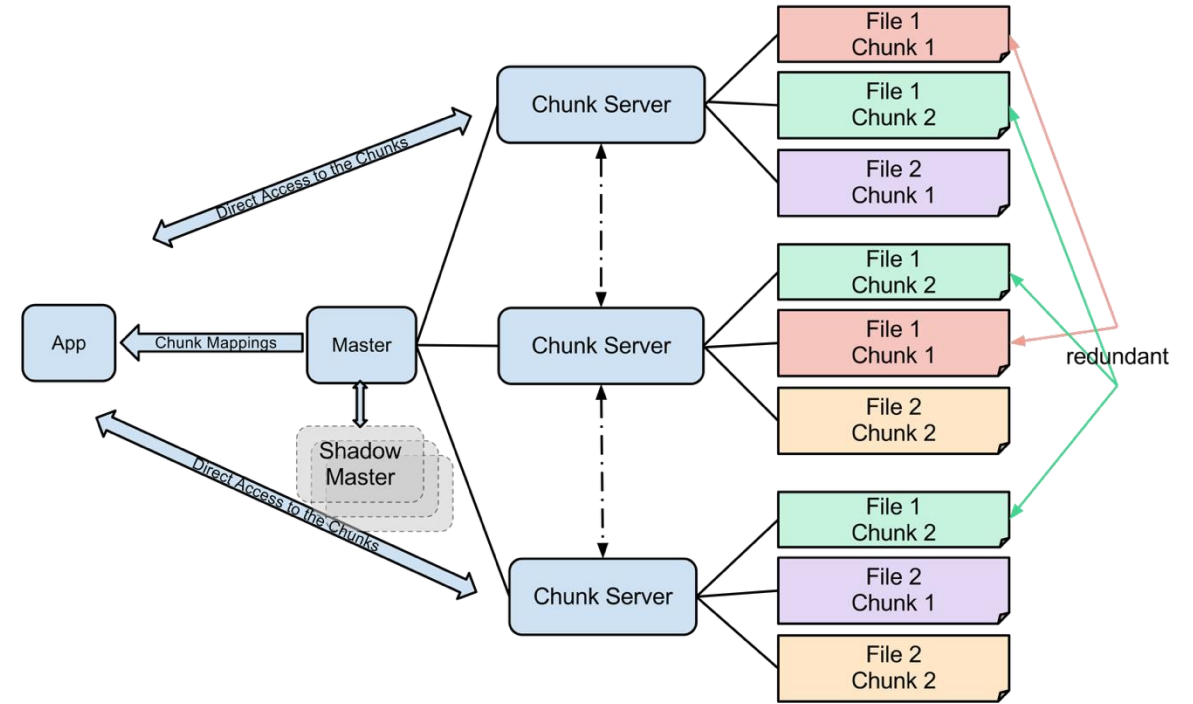 File 1
Chunk 1
Chunk Server
File 1
Chunk 2
Direct Access to the Chunks
File 2
Chunk 1
File 1
Chunk 2
App
Chunk Mappings
Master
Chunk Server
File 1
Chunk 1
redundant
File 2
Chunk 2
Shadow
Master
Direct Access to the Chunks
File 1
Chunk 2
Chunk Server
File 2
Chunk 1
File 2
Chunk 2